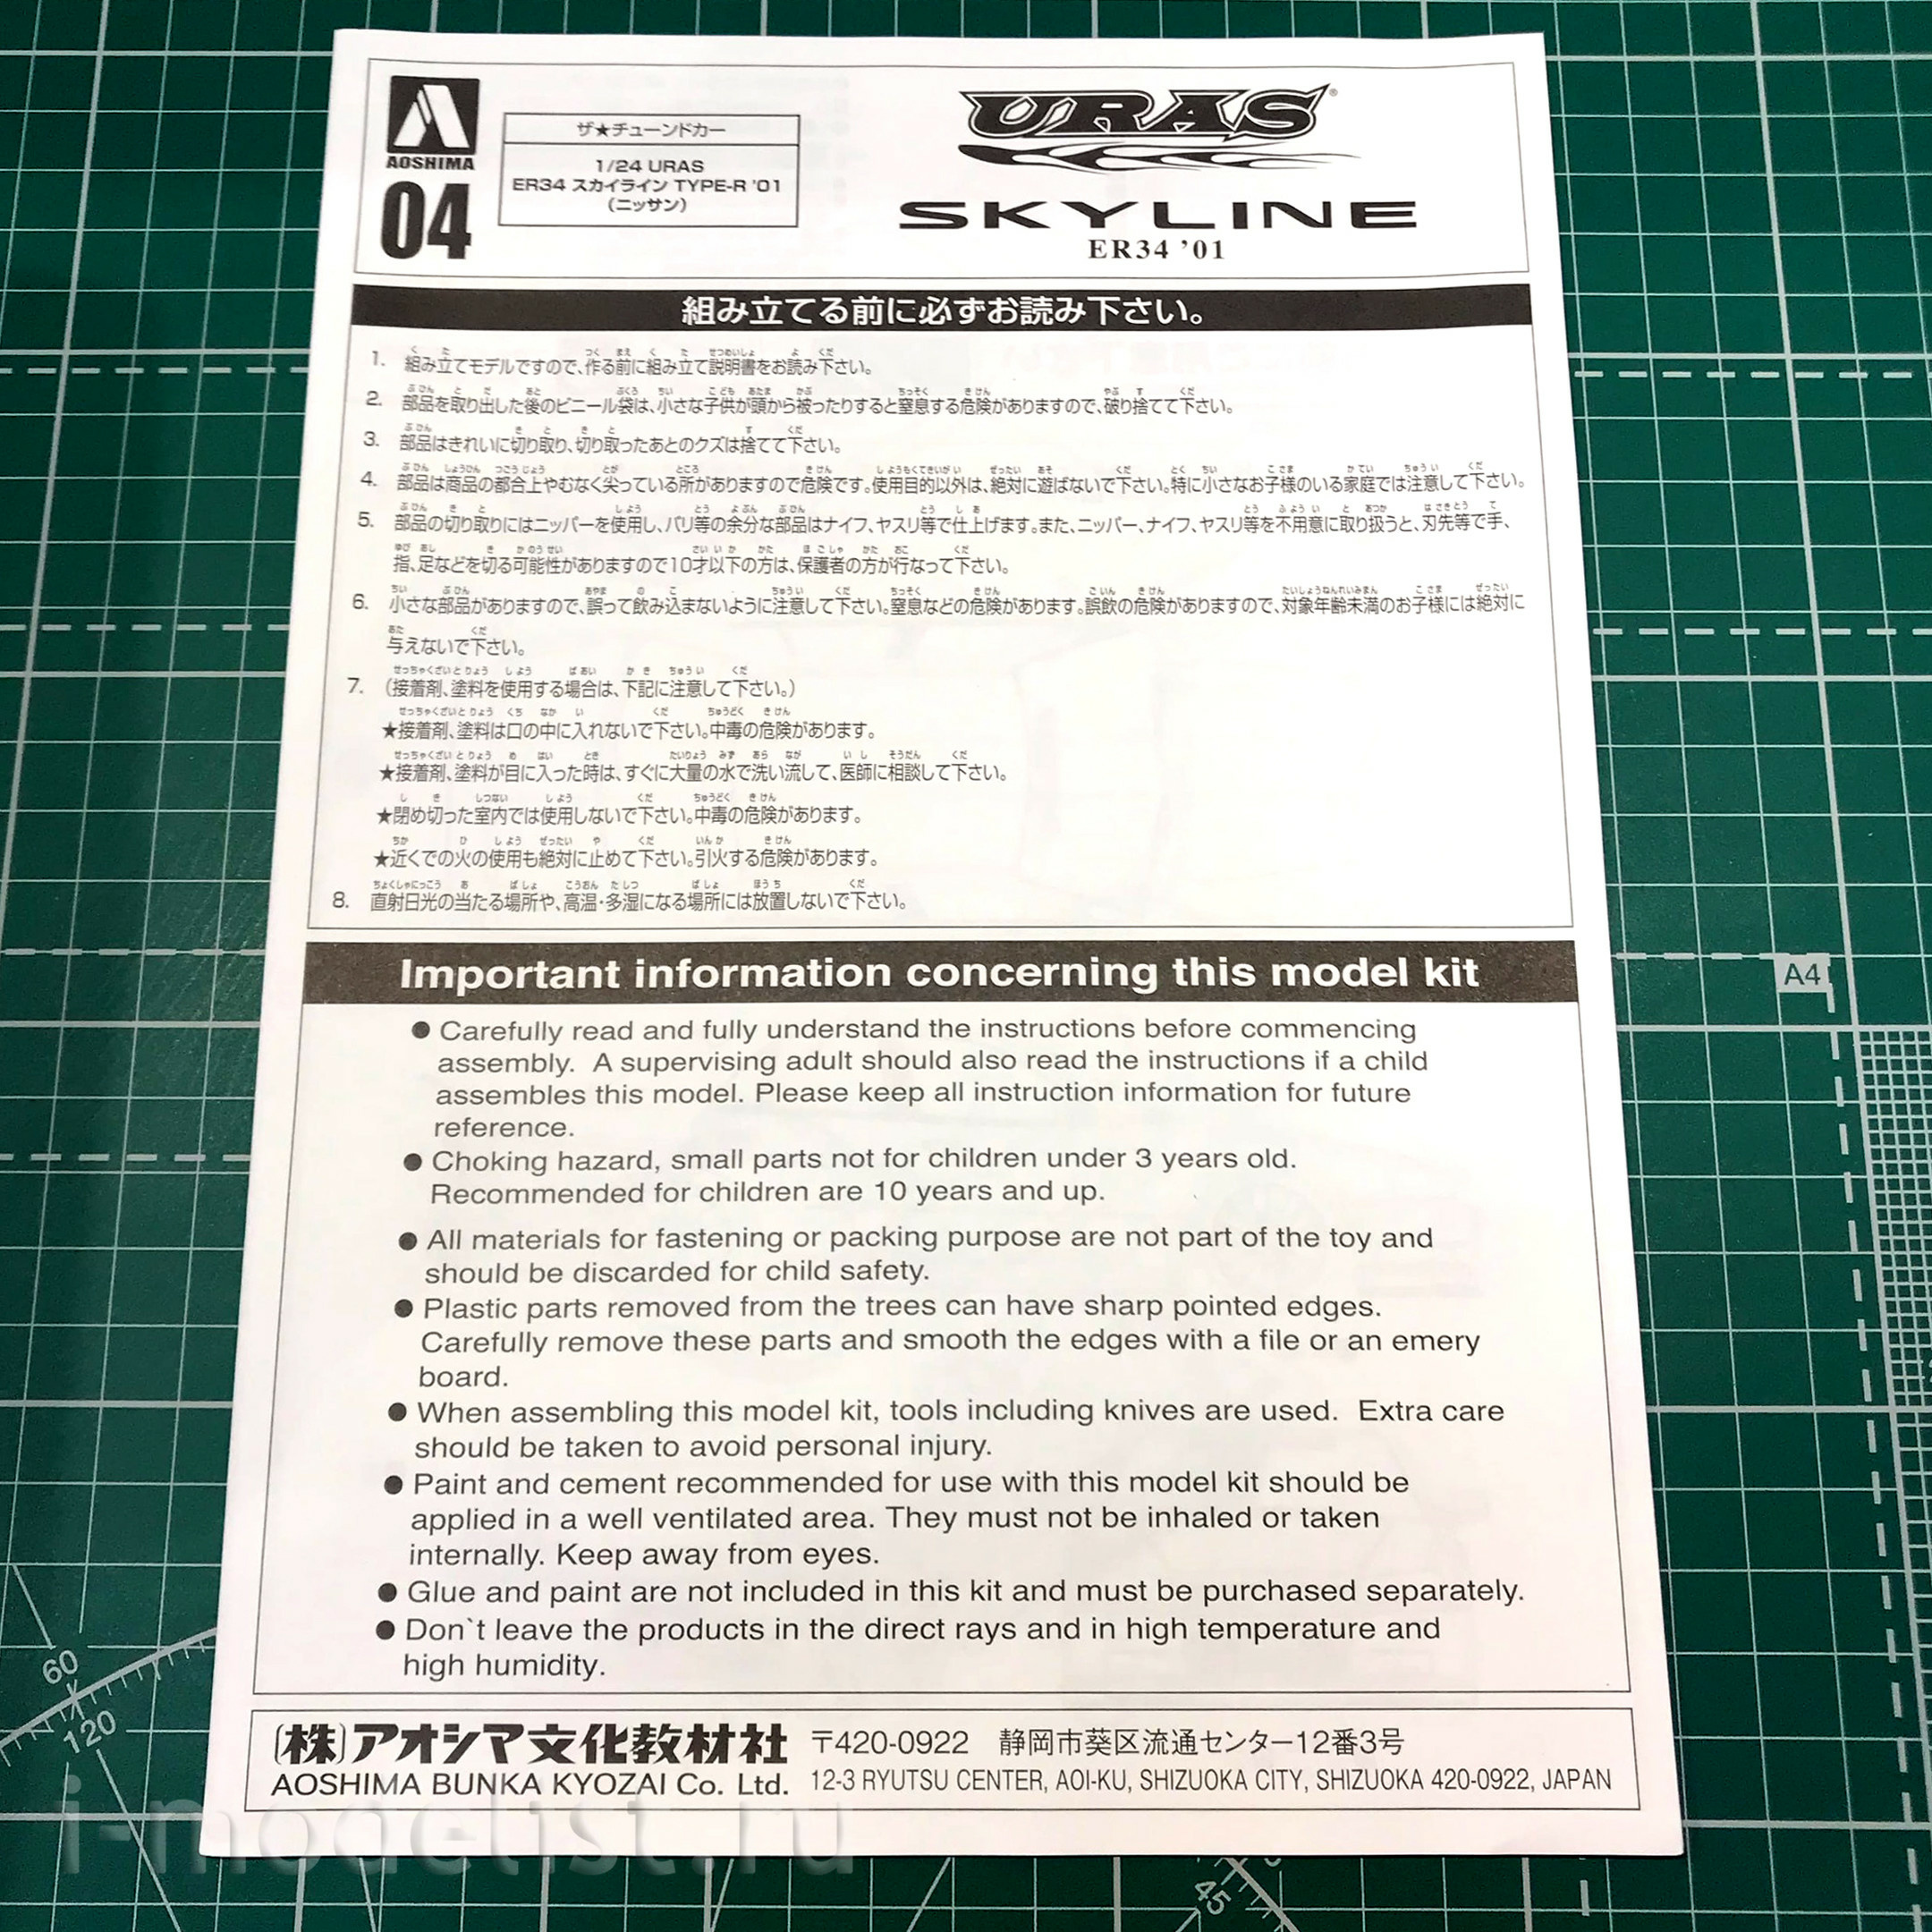 AOSHIMA
04
ザ★チューンドカー
1/24 URAS
ER34 スカイライン TYPE-R '01
(ニッサン)
URAS®
SKYLINE
ER34 '01
組み立てる前に必ずお読み下さい。
1. 組み立てモデルですので、作る前に組み立て説明書をお読み下さい。
2. 部品を取り出した後のビニール袋は、小さな子供が頭から被ったりすると窒息する危険がありますので、破り捨てて下さい。
3. 部品はきれいに切り取り、切り取ったあとのクズは捨てて下さい。
4. 部品は商品の都合上やむなく尖っている所がありますので危険です。使用目的以外は、絶対に遊ばないで下さい。特に小さなお子様のいる家庭では注意して下さい。
5. 部品の切り取りにはニッパーを使用し、バリ等の余分な部品はナイフ、ヤスリ等で仕上げます。また、ニッパー、ナイフ、ヤスリ等を不用意に取り扱うと、刃先等で手、
指、足などを切る可能性がありますので10才以下の方は、保護者の方が行なって下さい。
6. 小さな部品がありますので、誤って飲み込まないように注意して下さい。窒息などの危険があります。誤飲の危険がありますので、対象年齢未満のお子様には絶対に
与えないで下さい。
7. (接着剤、塗料を使用する場合は、下記に注意して下さい。)
★接着剤、塗料は口の中に入れないで下さい。中毒の危険があります。
★接着剤、塗料が目に入った時は、すぐに大量の水で洗い流して、医師に相談して下さい。
★閉め切った室内では使用しないで下さい。中毒の危険があります。
★近くでの火の使用も絶対に止めて下さい。引火する危険があります。
8. 直射日光の当たる場所や、高温・多湿になる場所には放置しないで下さい。
Important information concerning this model kit
● Carefully read and fully understand the instructions before commencing
assembly. A supervising adult should also read the instructions if a child
assembles this model. Please keep all instruction information for future
reference.
● Choking hazard, small parts not for children under 3 years old.
Recommended for children are 10 years and up.
● All materials for fastening or packing purpose are not part of the toy and
should be discarded for child safety.
● Plastic parts removed from the trees can have sharp pointed edges.
Carefully remove these parts and smooth the edges with a file or an emery
board.
● When assembling this model kit, tools including knives are used. Extra care
should be taken to avoid personal injury.
● Paint and cement recommended for use with this model kit should be
applied in a well ventilated area. They must not be inhaled or taken
internally. Keep away from eyes.
● Glue and paint are not included in this kit and must be purchased separately.
● Don`t leave the products in the direct rays and in high temperature and
high humidity.
(株)アオシマ文化教材社 〒420-0922 静岡市葵区流通センター12番3号
AOSHIMA BUNKA KYOZAI Co. Ltd. 12-3 RYUTSU CENTER, AOI-KU, SHIZUOKA CITY, SHIZUOKA 420-0922, JAPAN
A4
60
120
45
i-modelist.ru